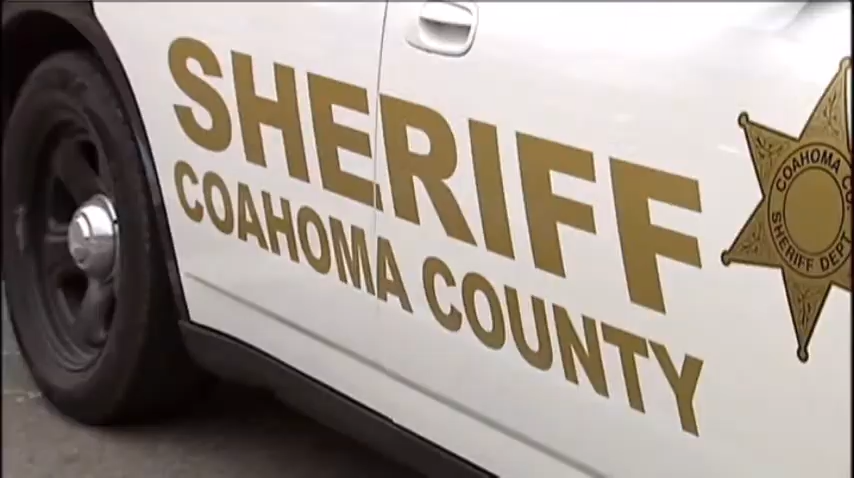 SHERIFF
COAHOMA COUNTY
COAHOMA CO.
SHERIFF DEPT